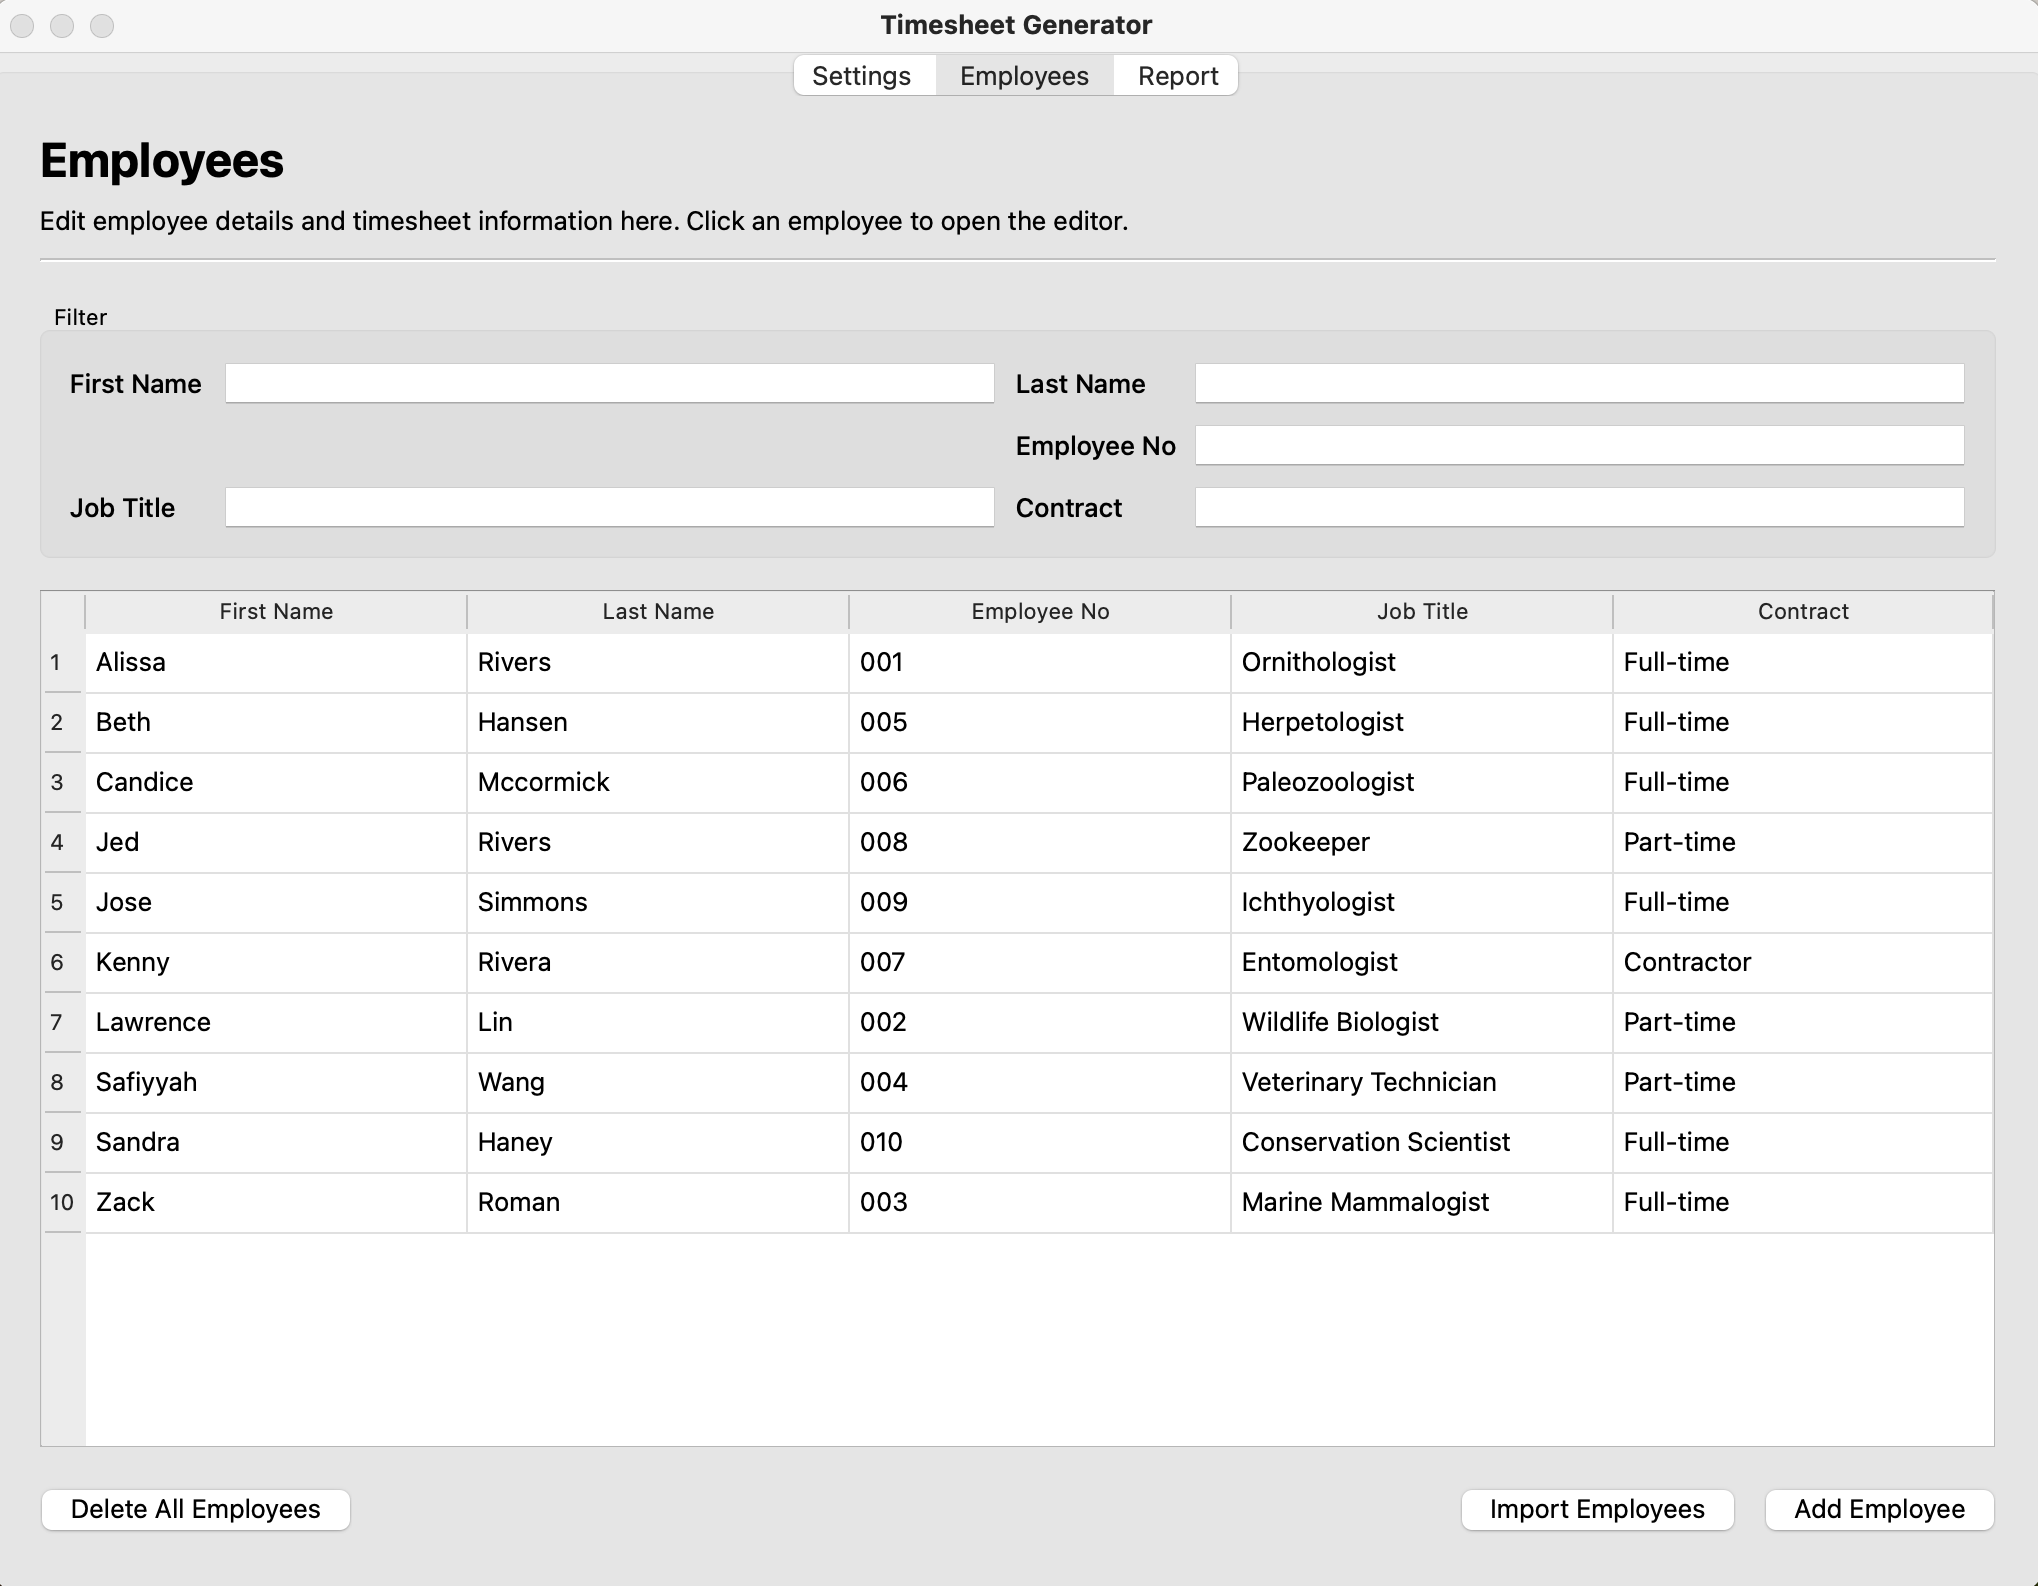 Timesheet Generator
Settings Employees Report
Employees
Edit employee details and timesheet information here. Click an employee to open the editor.
Filter
First Name Last Name
Employee No
Job Title Contract
First Name Last Name Employee No Job Title Contract
1 Alissa Rivers 001 Ornithologist Full-time
2 Beth Hansen 005 Herpetologist Full-time
3 Candice Mccormick 006 Paleozoologist Full-time
4 Jed Rivers 008 Zookeeper Part-time
5 Jose Simmons 009 Ichthyologist Full-time
6 Kenny Rivera 007 Entomologist Contractor
7 Lawrence Lin 002 Wildlife Biologist Part-time
8 Safiyyah Wang 004 Veterinary Technician Part-time
9 Sandra Haney 010 Conservation Scientist Full-time
10 Zack Roman 003 Marine Mammalogist Full-time
Delete All Employees Import Employees Add Employee